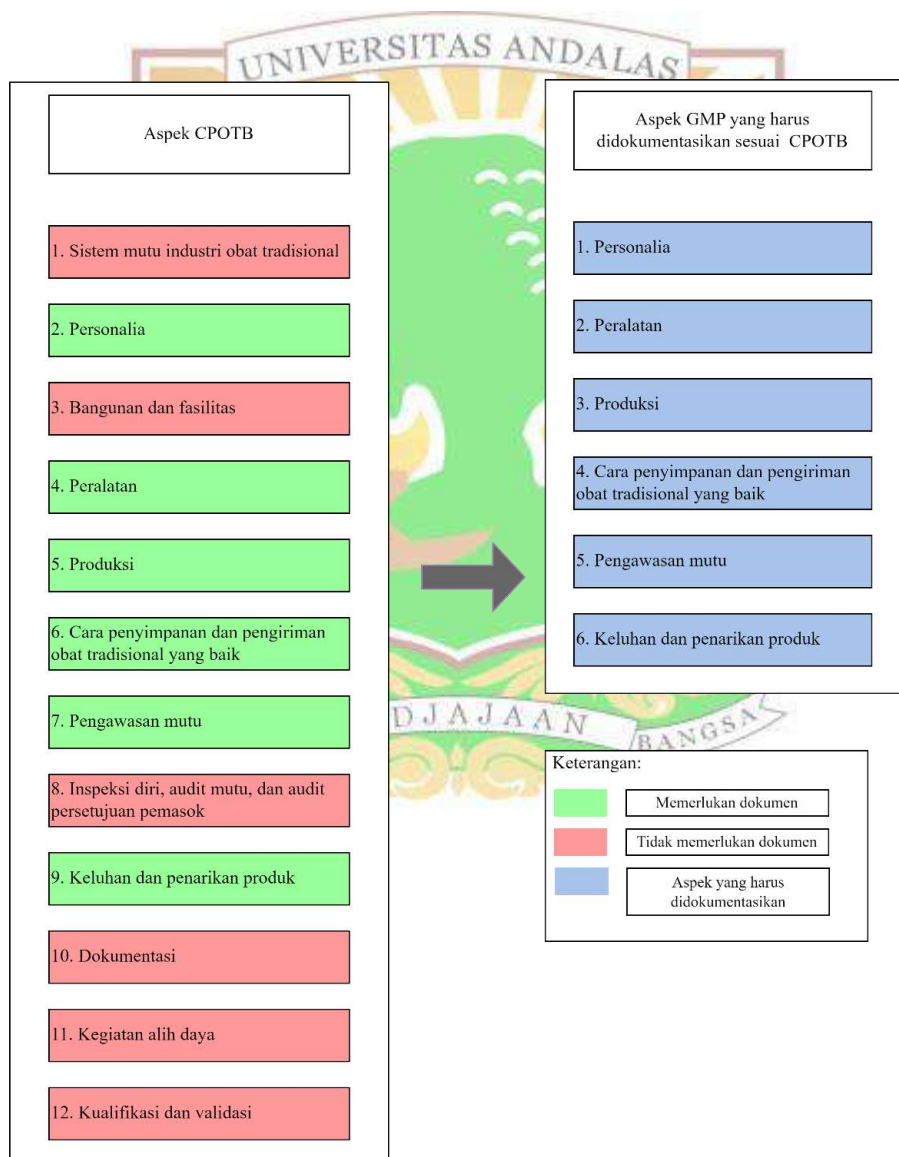 UNIVERSITAS ANDALAS
Aspek CPOTB
1. Sistem mutu industri obat tradisional
2. Personalia
3. Bangunan dan fasilitas
4. Peralatan
5. Produksi
6. Cara penyimpanan dan pengiriman
obat tradisional yang baik
7. Pengawasan mutu
8. Inspeksi diri, audit mutu, dan audit
persetujuan pemasok
9. Keluhan dan penarikan produk
10. Dokumentasi
11. Kegiatan alih daya
12. Kualifikasi dan validasi
Aspek GMP yang harus
didokumentasikan sesuai CPOTB
1. Personalia
2. Peralatan
3. Produksi
4. Cara penyimpanan dan pengiriman
obat tradisional yang baik
5. Pengawasan mutu
6. Keluhan dan penarikan produk
DJAJAAN BANGSA
Keterangan:
Memerlukan dokumen
Tidak memerlukan dokumen
Aspek yang harus
didokumentasikan